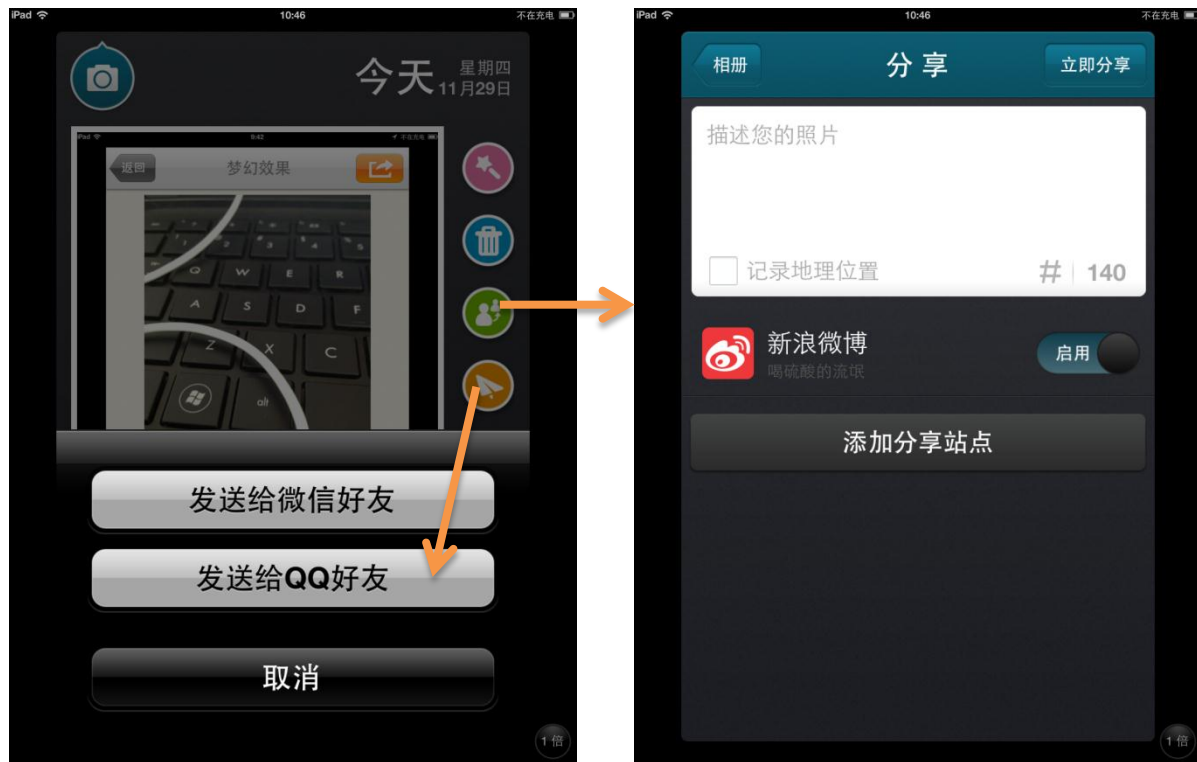 iPad 10:46 不在充电
今天 星期四
11月29日
iPad 9:42 不在充电
返回 梦幻效果
Q W E R
A S D F
Z X C
alt
发送给微信好友
发送给QQ好友
取消
1倍
iPad 10:46 不在充电
相册 分享 立即分享
描述您的照片
记录地理位置 # 140
新浪微博 启用
喝硫酸的流氓
添加分享站点
1倍